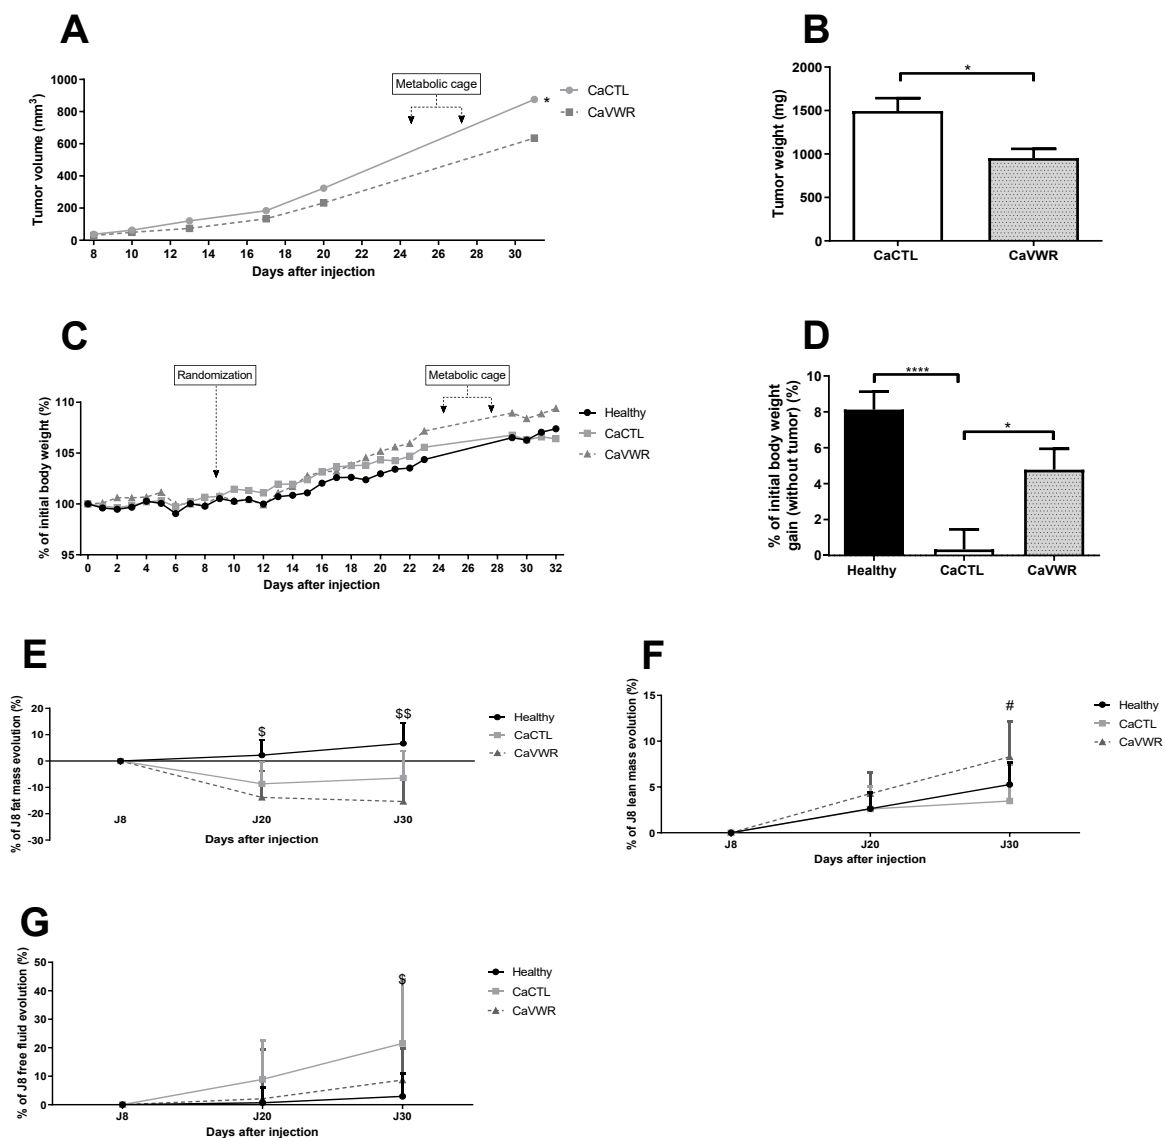 A
Tumor volume (mm³)
1000
800
600
400
200
0
8 10 12 14 16 18 20 22 24 26 28 30
Days after injection
Metabolic cage
*
CaCTL
CaVWR
B
Tumor weight (mg)
2000
1500
1000
500
0
*
CaCTL CaVWR
C
% of initial body weight (%)
110
105
100
95
Randomization
Metabolic cage
0 2 4 6 8 10 12 14 16 18 20 22 24 26 28 30 32
Days after injection
Healthy
CaCTL
CaVWR
D
% of initial body weight
gain (without tumor) (%)
10
8
6
4
2
0
****
*
Healthy CaCTL CaVWR
E
% of J8 fat mass evolution (%)
20
10
0
-10
-20
-30
$
$$
J8 J20 J30
Days after injection
Healthy
CaCTL
CaVWR
F
% of J8 lean mass evolution (%)
15
10
5
0
#
J8 J20 J30
Days after injection
Healthy
CaCTL
CaVWR
G
% of J8 free fluid evolution (%)
50
40
30
20
10
0
$
J8 J20 J30
Days after injection
Healthy
CaCTL
CaVWR